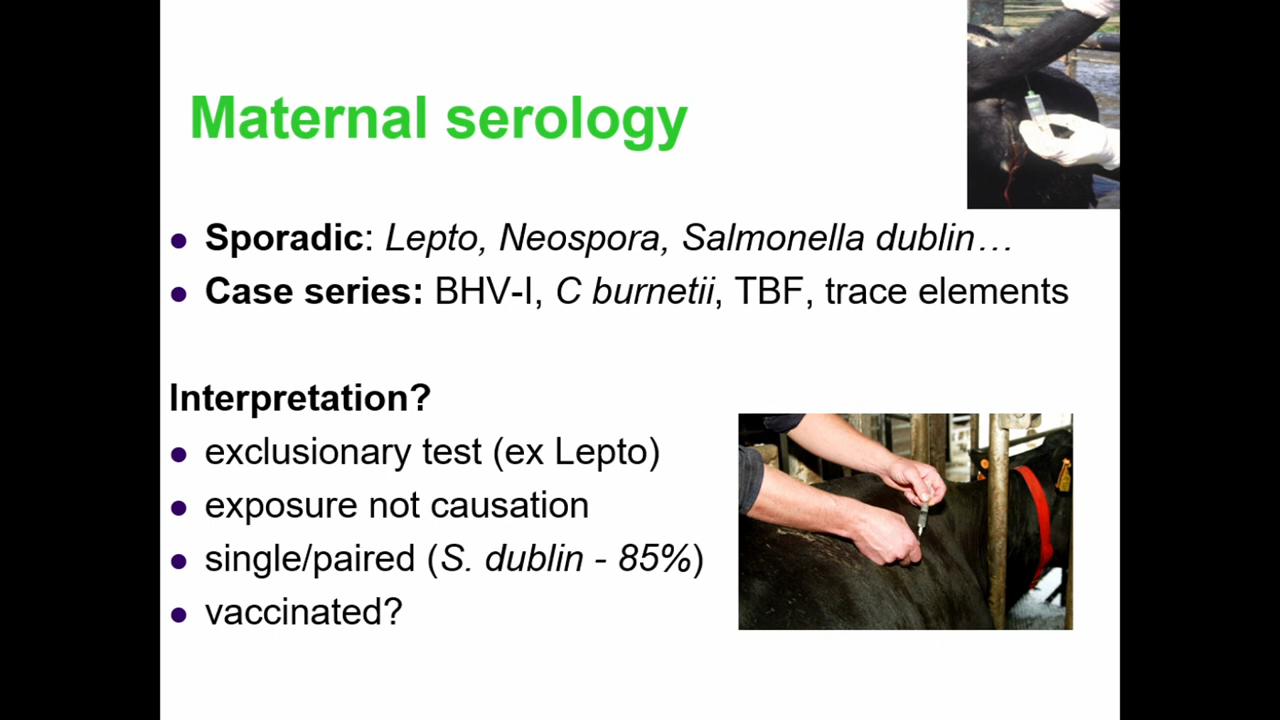 Maternal serology
● Sporadic: Lepto, Neospora, Salmonella dublin…
● Case series: BHV-I, C burnetii, TBF, trace elements
Interpretation?
● exclusionary test (ex Lepto)
● exposure not causation
● single/paired (S. dublin - 85%)
● vaccinated?